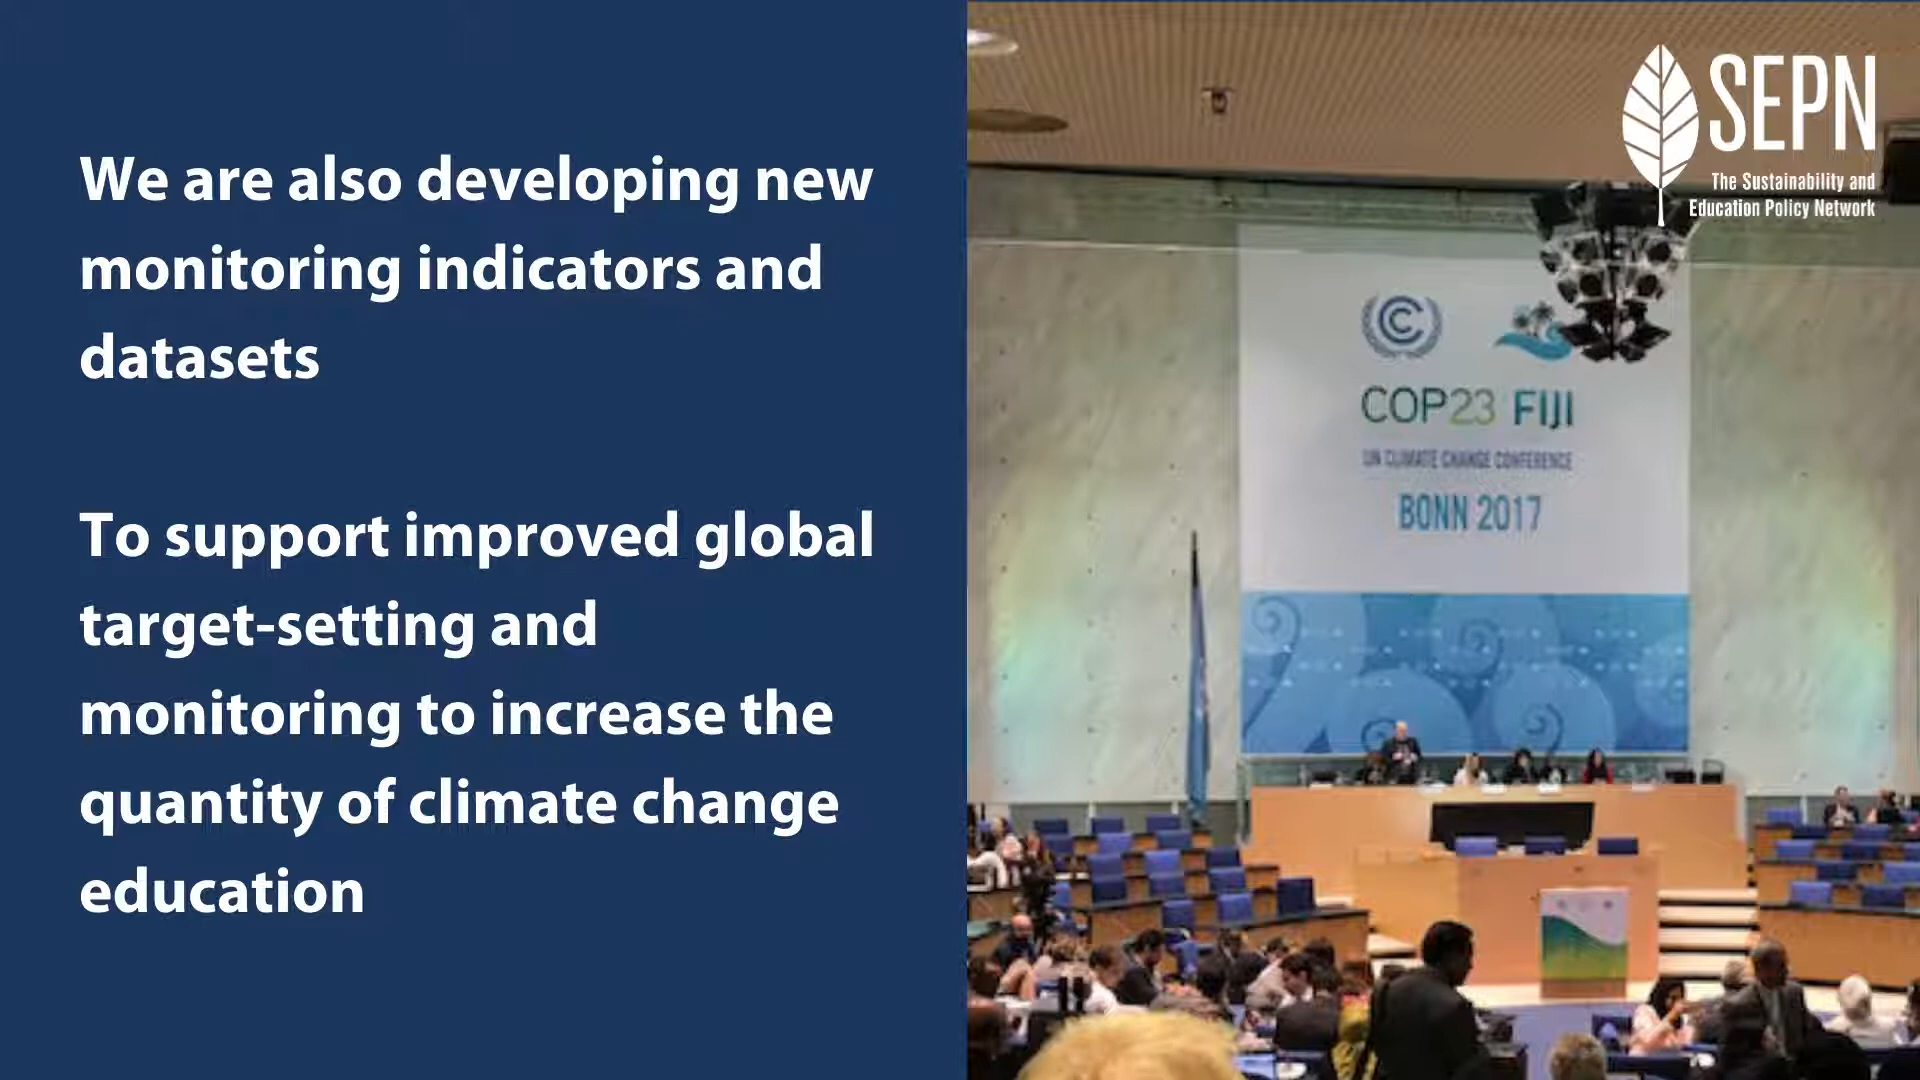 We are also developing new
monitoring indicators and
datasets
To support improved global
target-setting and
monitoring to increase the
quantity of climate change
education
SEPN
The Sustainability and
Education Policy Network
COP23 FIJI
UN CLIMATE CHANGE CONFERENCE
BONN 2017